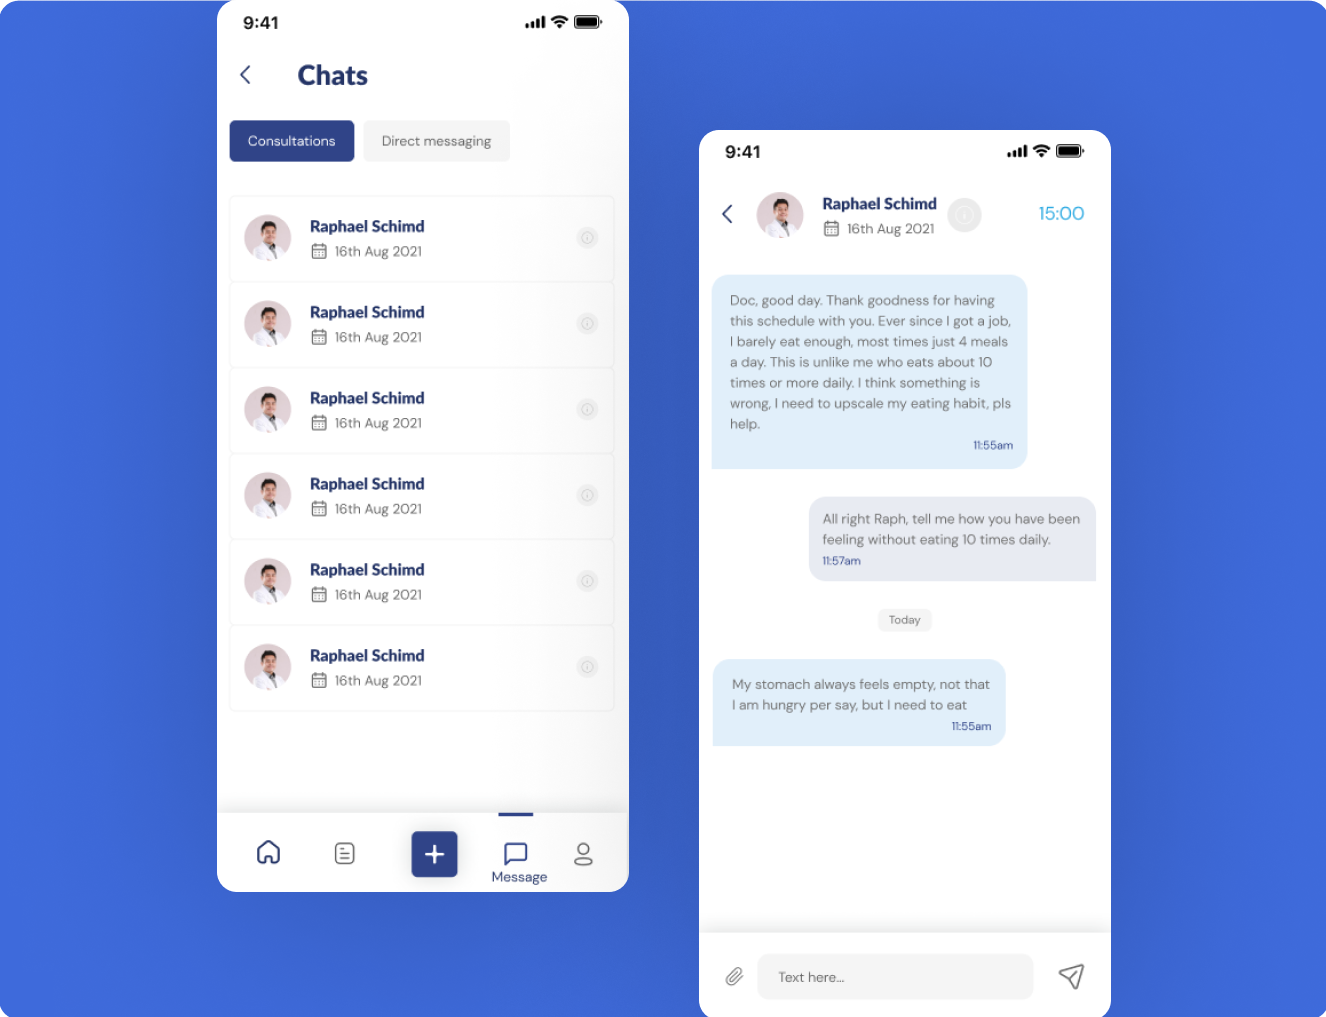 9:41
Chats
Consultations
Direct messaging
Raphael Schimd
16th Aug 2021
Raphael Schimd
16th Aug 2021
Raphael Schimd
16th Aug 2021
Raphael Schimd
16th Aug 2021
Raphael Schimd
16th Aug 2021
Raphael Schimd
16th Aug 2021
Message
9:41
Raphael Schimd
16th Aug 2021
15:00
Doc, good day. Thank goodness for having
this schedule with you. Ever since I got a job,
I barely eat enough, most times just 4 meals
a day. This is unlike me who eats about 10
times or more daily. I think something is
wrong, I need to upscale my eating habit, pls
help.
11:55am
All right Raph, tell me how you have been
feeling without eating 10 times daily.
11:57am
Today
My stomach always feels empty, not that
I am hungry per say, but I need to eat
11:55am
Text here...